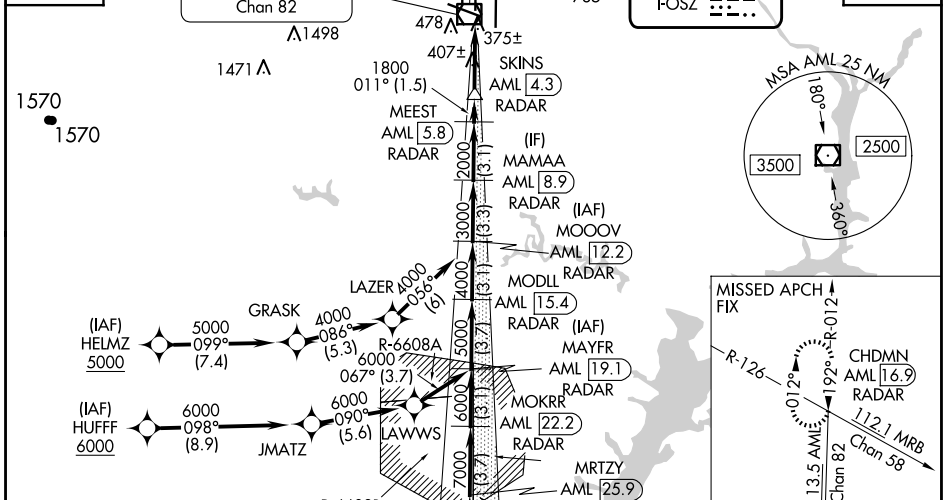 Chan 82
I-OSZ
1498
478
375±
407±
1471
1570
1570
1800
011° (1.5)
SKINS
AML 4.3
RADAR
MEEST
AML 5.8
RADAR
2000
(3.1)
(IF)
MAMAA
AML 8.9
RADAR
3000
(3.3)
(IAF)
MOOOV
AML 12.2
RADAR
4000
(3.1)
MODLL
AML 15.4
RADAR
5000
(3.7)
(IAF)
MAYFR
AML 19.1
RADAR
6000
(3.1)
MOKRR
AML 22.2
RADAR
7000
(3.7)
MRTZY
AML 25.9
LAZER
4000
056°
(6)
GRASK
4000
086°
(5.3)
(IAF)
HELMZ
5000
5000
099°
(7.4)
R-6608A
6000
067° (3.7)
(IAF)
HUFFF
6000
6000
098°
(8.9)
JMATZ
6000
090°
(5.6)
LAWWS
MSA AML 25 NM
180°
3500
2500
360°
MISSED APCH
FIX
R-012
R-126
012°
192°
CHDMN
AML 16.9
RADAR
112.1 MRB
Chan 58
13.5 AML
Chan 82